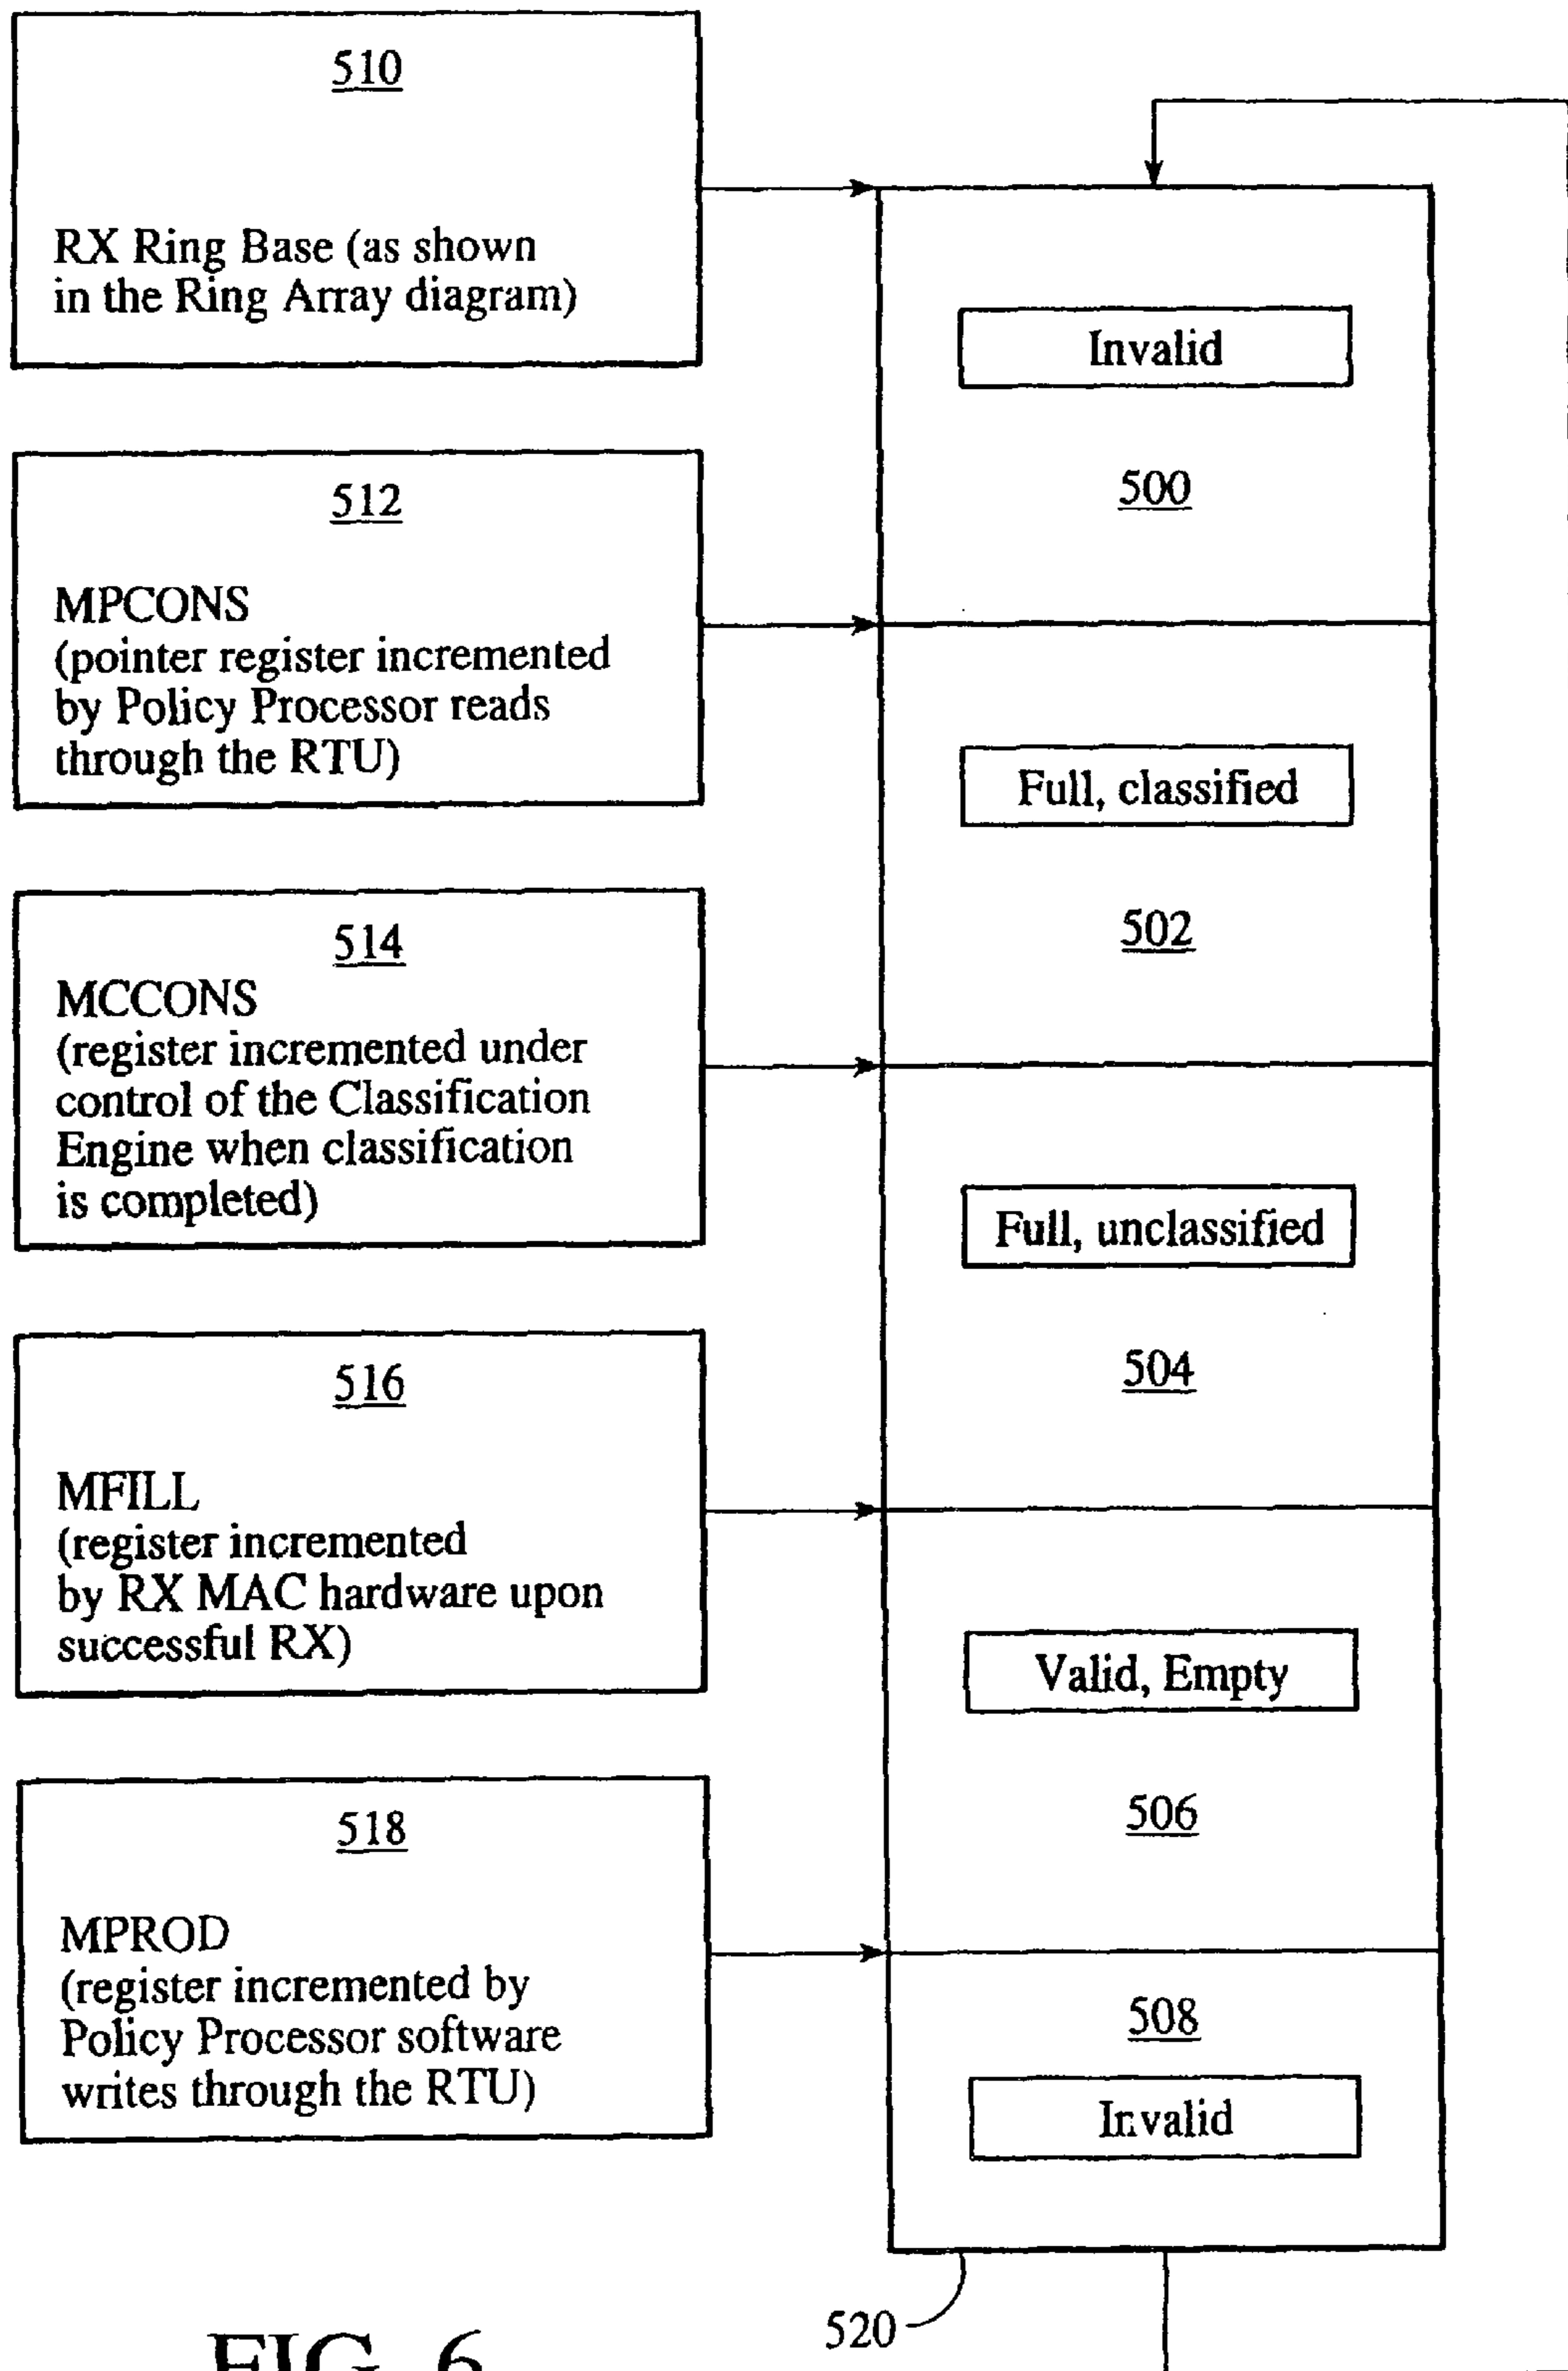 510
RX Ring Base (as shown
in the Ring Array diagram)
Invalid
500
512
MPCONS
(pointer register incremented
by Policy Processor reads
through the RTU)
Full, classified
502
514
MCCONS
(register incremented under
control of the Classification
Engine when classification
is completed)
Full, unclassified
504
516
MFILL
(register incremented
by RX MAC hardware upon
successful RX)
Valid, Empty
506
518
MPROD
(register incremented by
Policy Processor software
writes through the RTU)
508
Invalid
520
FIG. 6